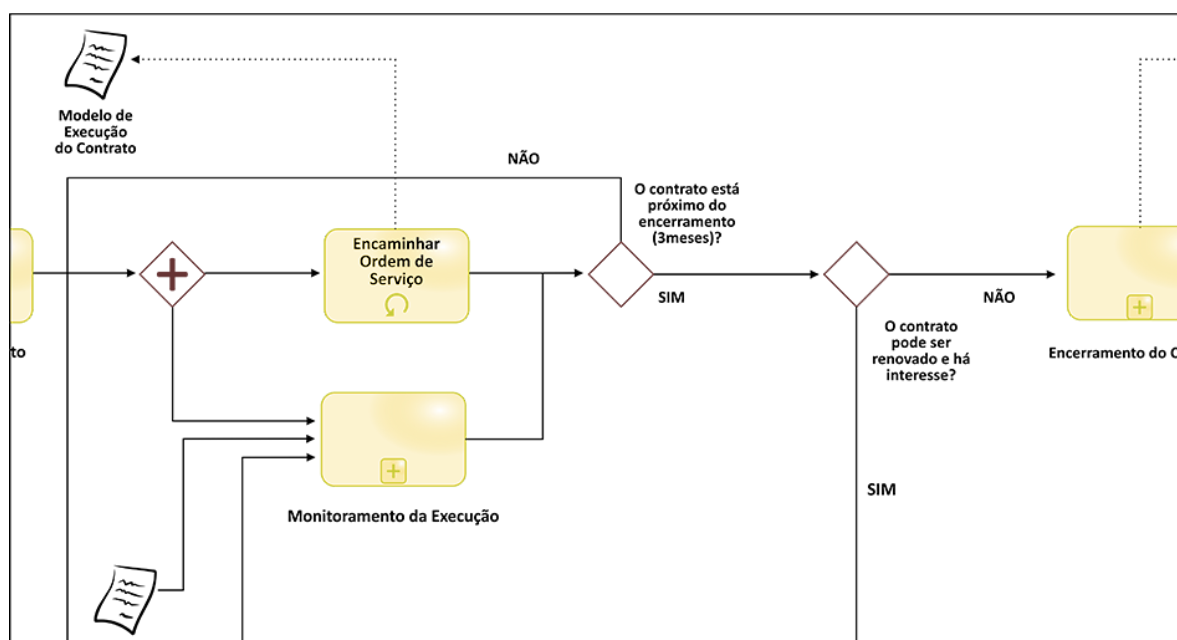 Modelo de
Execução
do Contrato
NÃO
O contrato está
próximo do
encerramento
(3meses)?
Encaminhar
Ordem de
Serviço
SIM
NÃO
O contrato
pode ser
renovado e há
interesse?
to
Encerramento do C
SIM
Monitoramento da Execução